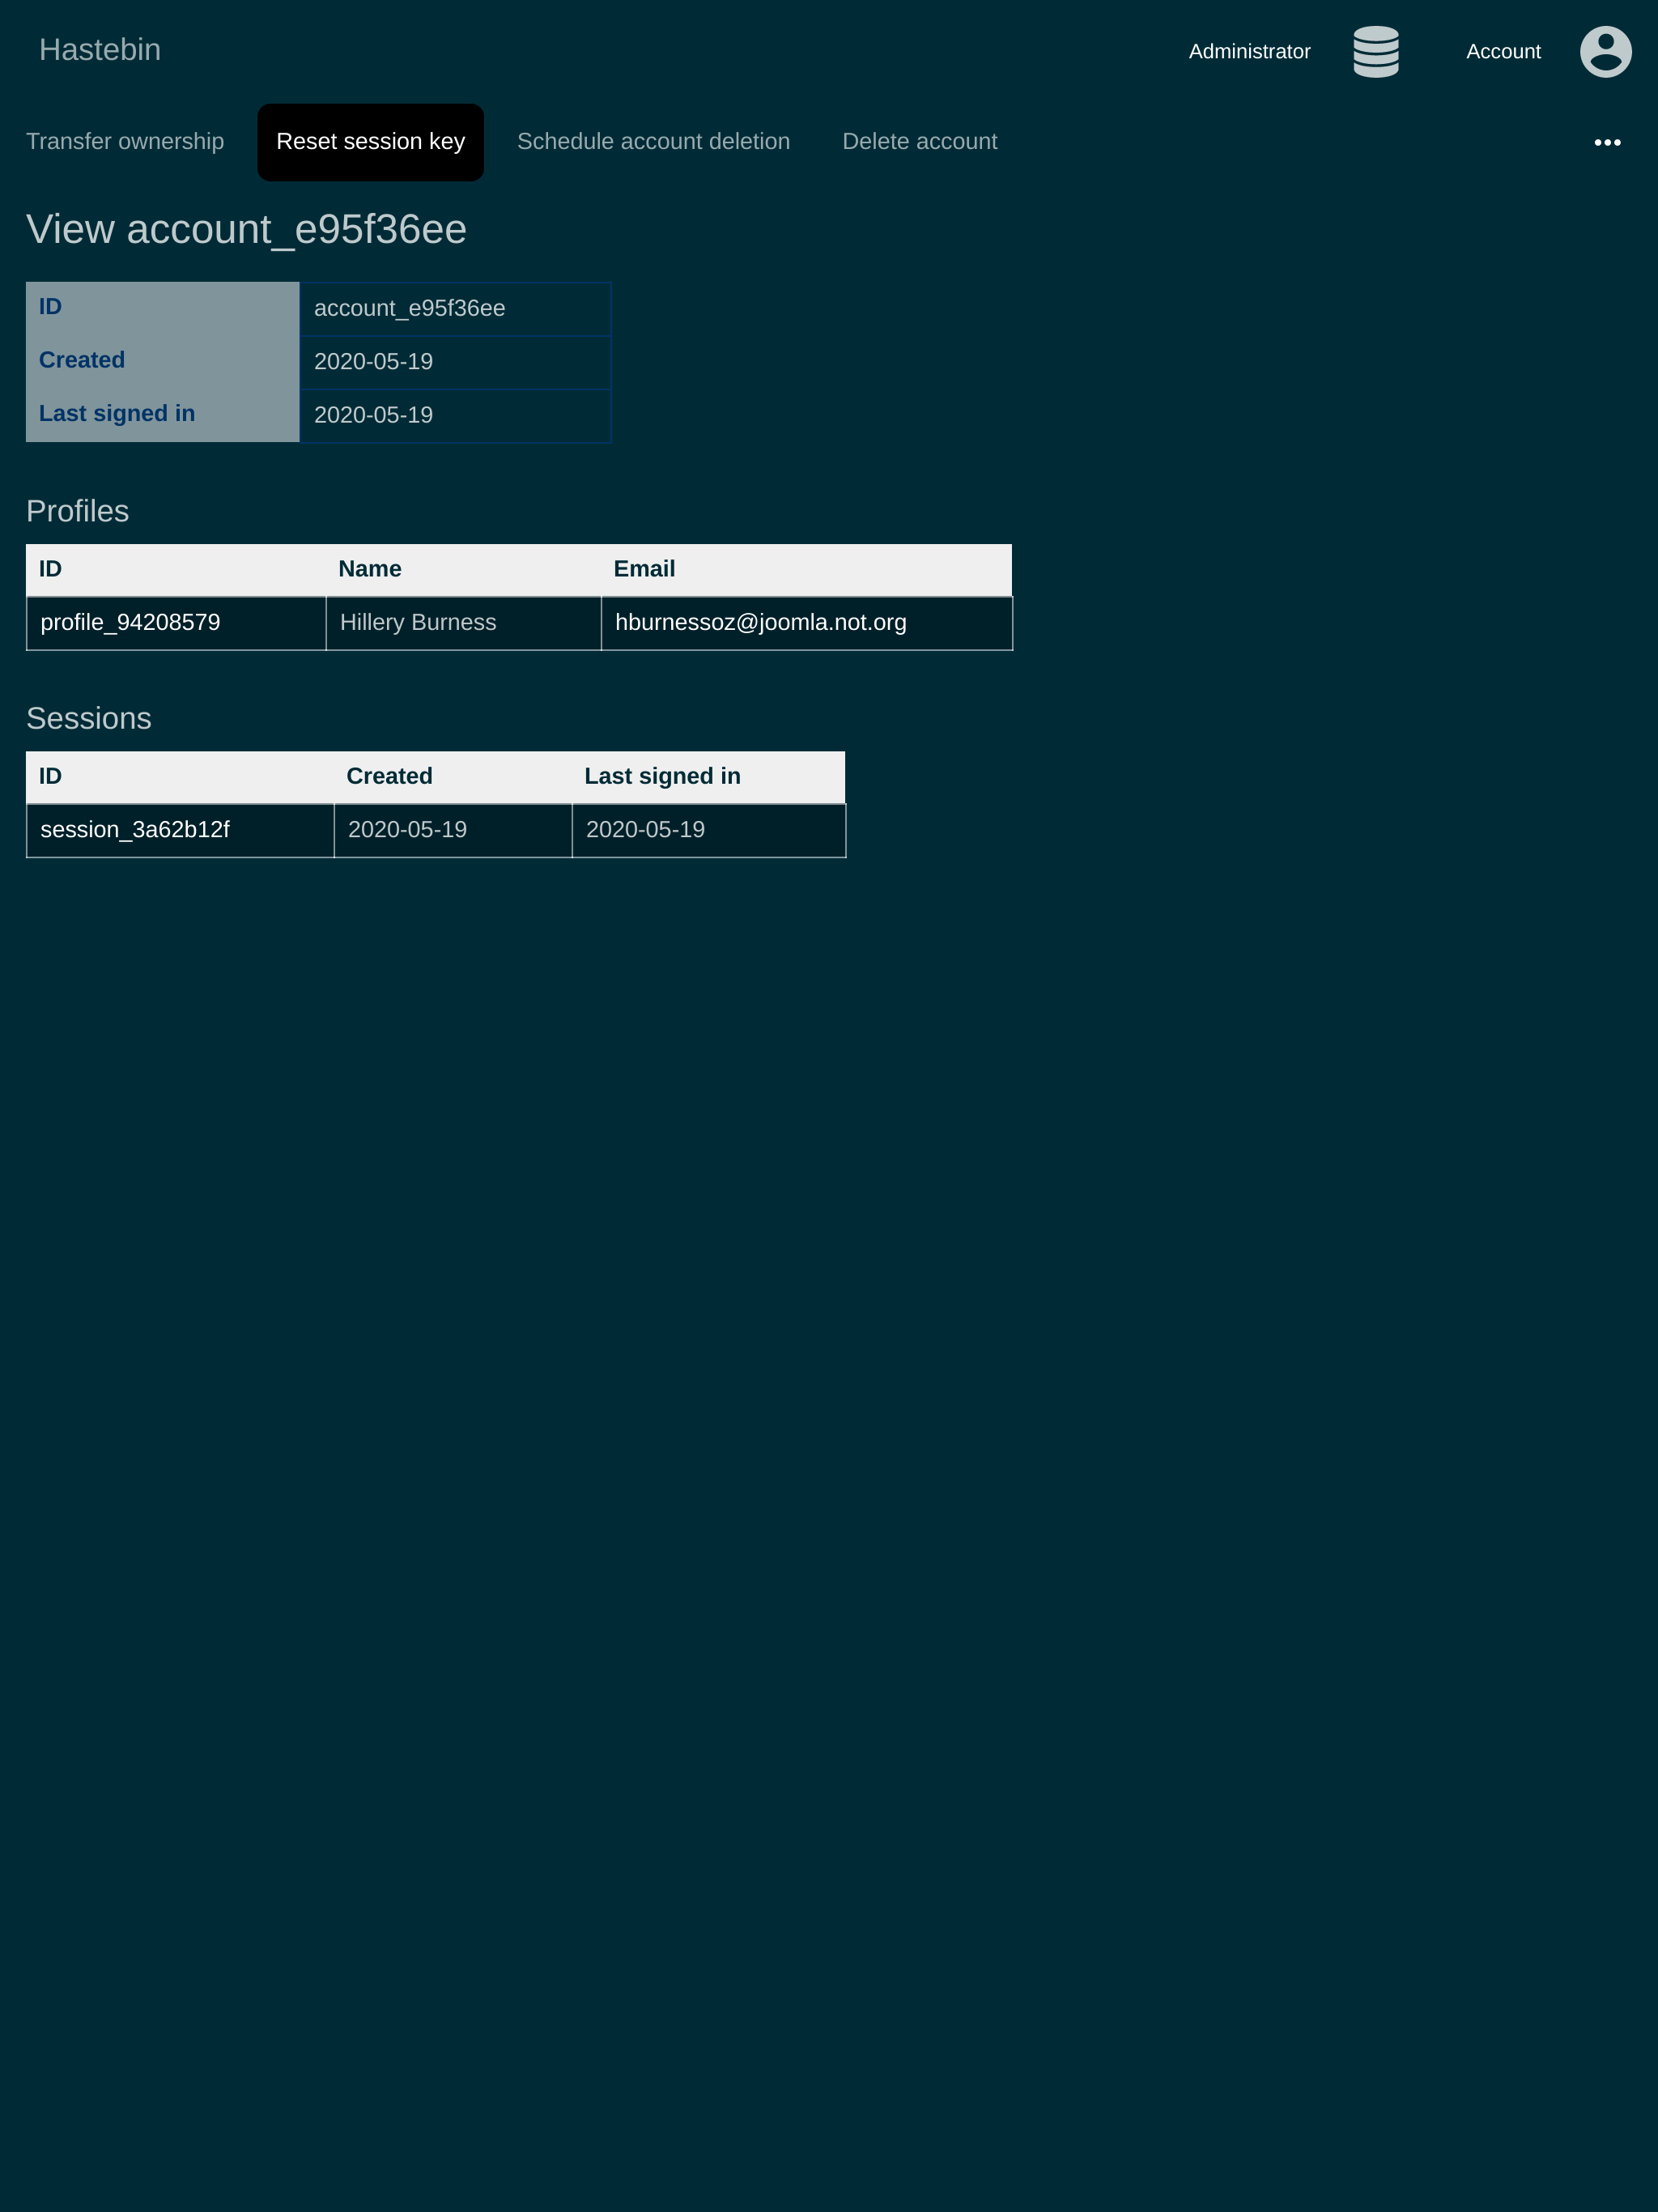 Hastebin
Administrator
Account
Transfer ownership
Reset session key
Schedule account deletion
Delete account
View account_e95f36ee
ID account_e95f36ee
Created 2020-05-19
Last signed in 2020-05-19
Profiles
ID Name Email
profile_94208579 Hillery Burness hburnessoz@joomla.not.org
Sessions
ID Created Last signed in
session_3a62b12f 2020-05-19 2020-05-19